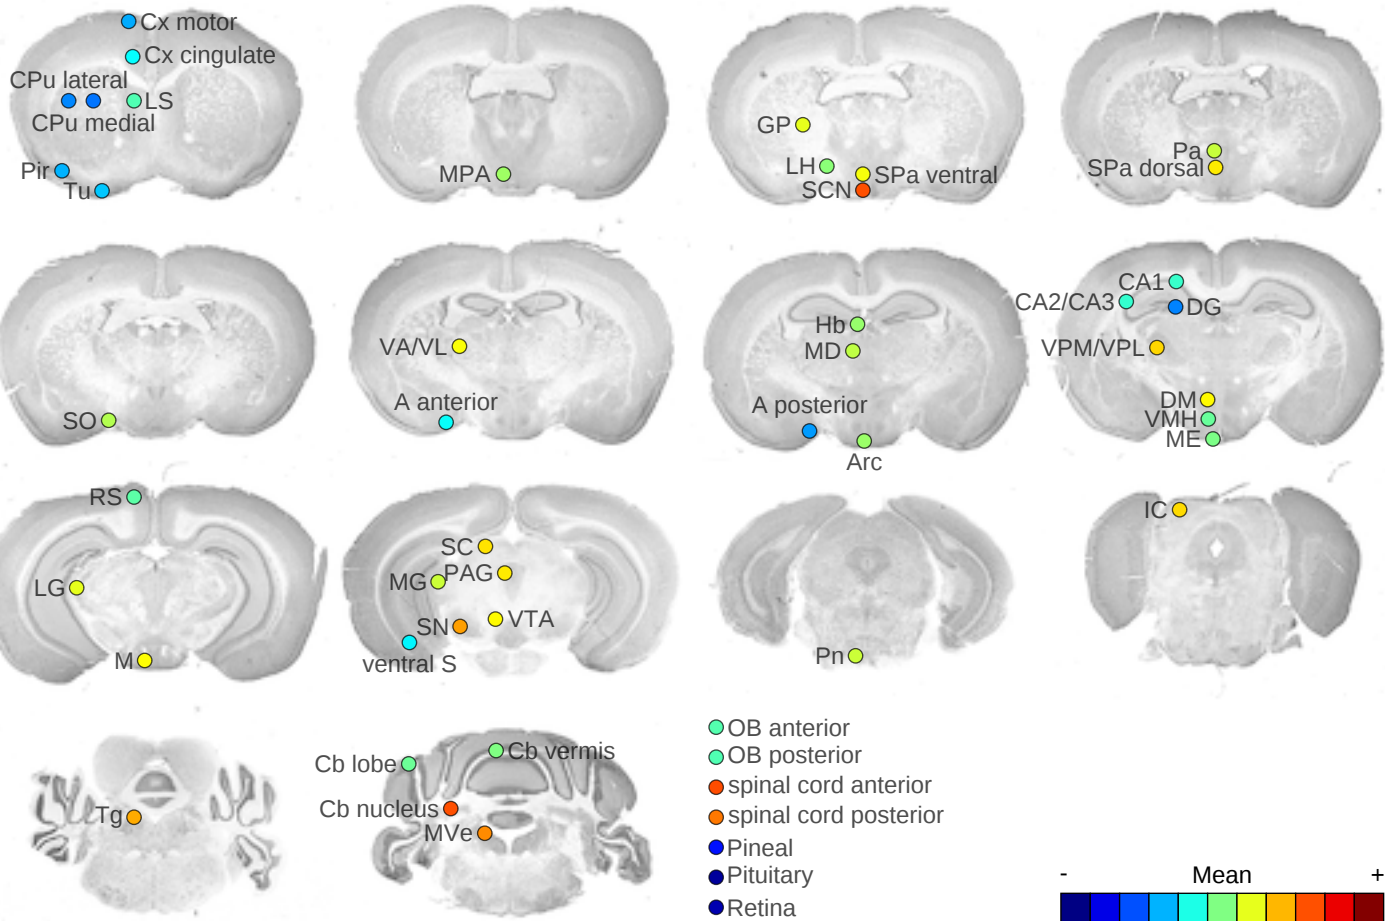 Cx motor
Cx cingulate
CPu lateral
LS
CPu medial
Pir
Tu
MPA
GP
LH
SPa ventral
SCN
Pa
SPa dorsal
SO
VA/VL
A anterior
Hb
MD
A posterior
Arc
CA1
CA2/CA3
DG
VPM/VPL
DM
VMH
ME
RS
LG
M
SC
PAG
MG
SN
VTA
ventral S
Pn
IC
Tg
Cb vermis
Cb lobe
Cb nucleus
MVe
OB anterior
OB posterior
spinal cord anterior
spinal cord posterior
Pineal
Pituitary
Retina
- Mean +